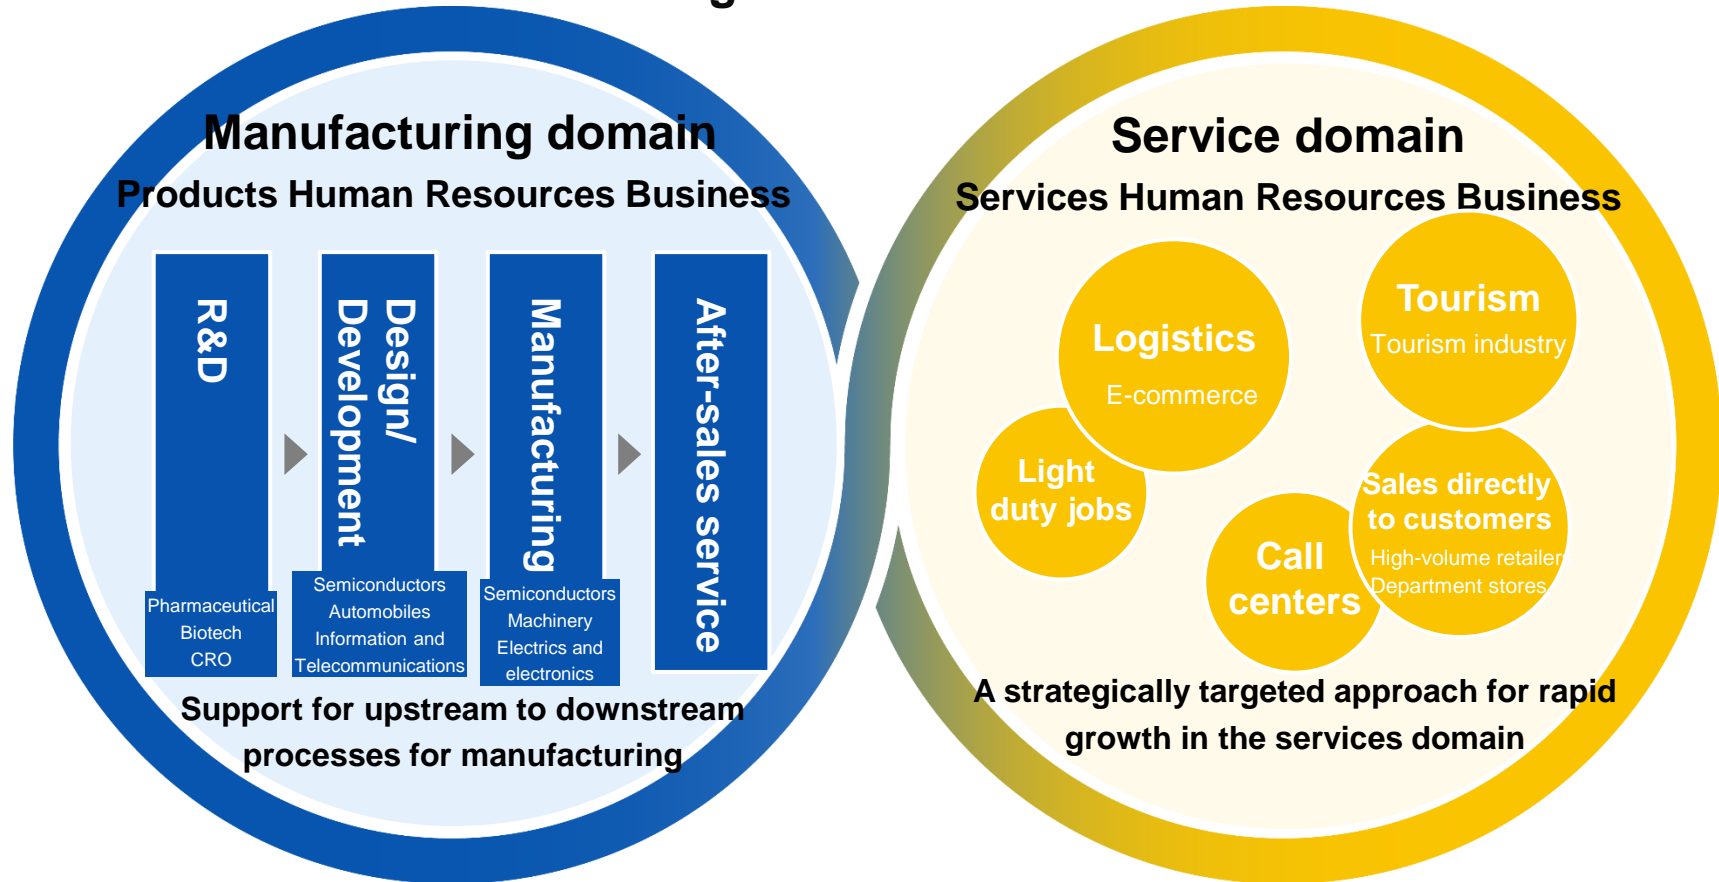 Manufacturing domain
Products Human Resources Business
R&D
Pharmaceutical
Biotech
CRO
Design/
Development
Semiconductors
Automobiles
Information and
Telecommunications
Manufacturing
Semiconductors
Machinery
Electrics and
electronics
After-sales service
Support for upstream to downstream
processes for manufacturing
Service domain
Services Human Resources Business
Logistics
E-commerce
Tourism
Tourism industry
Light
duty jobs
Call
centers
Sales directly
to customers
High-volume retailers
Department stores
A strategically targeted approach for rapid
growth in the services domain